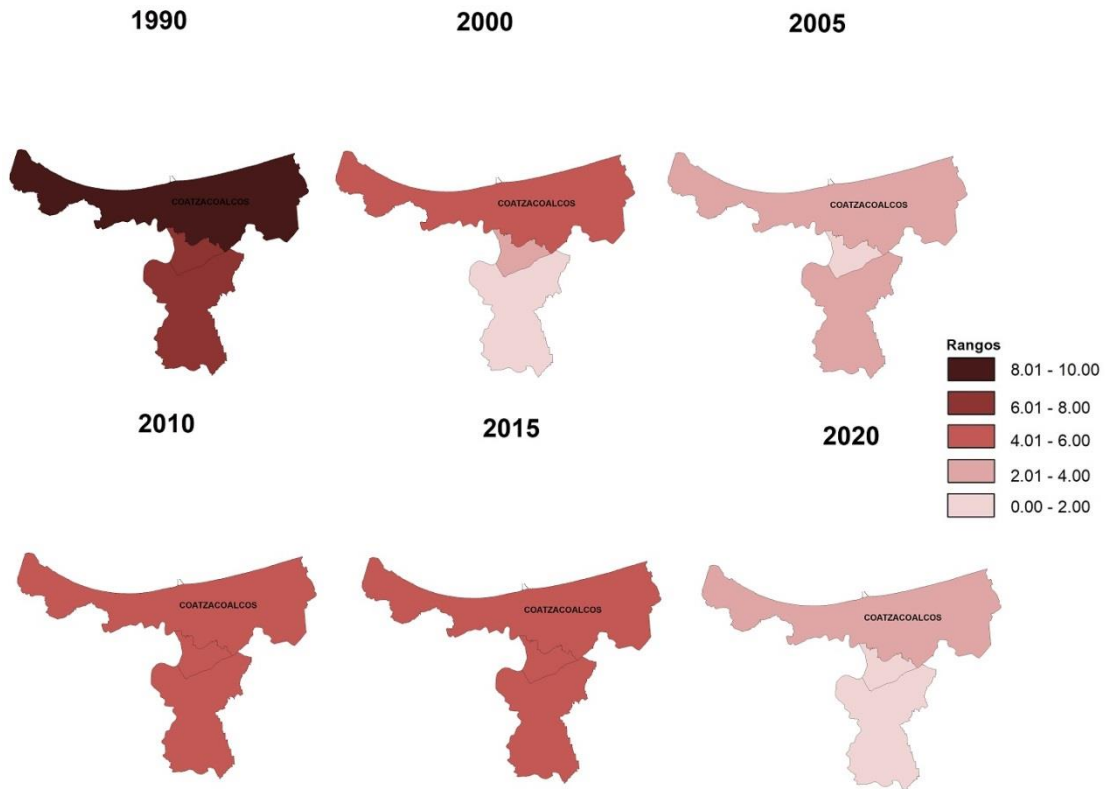 1990
2000
2005
COATZACOALCOS
COATZACOALCOS
COATZACOALCOS
Rangos
8.01 - 10.00
6.01 - 8.00
4.01 - 6.00
2.01 - 4.00
0.00 - 2.00
2010
2015
2020
COATZACOALCOS
COATZACOALCOS
COATZACOALCOS